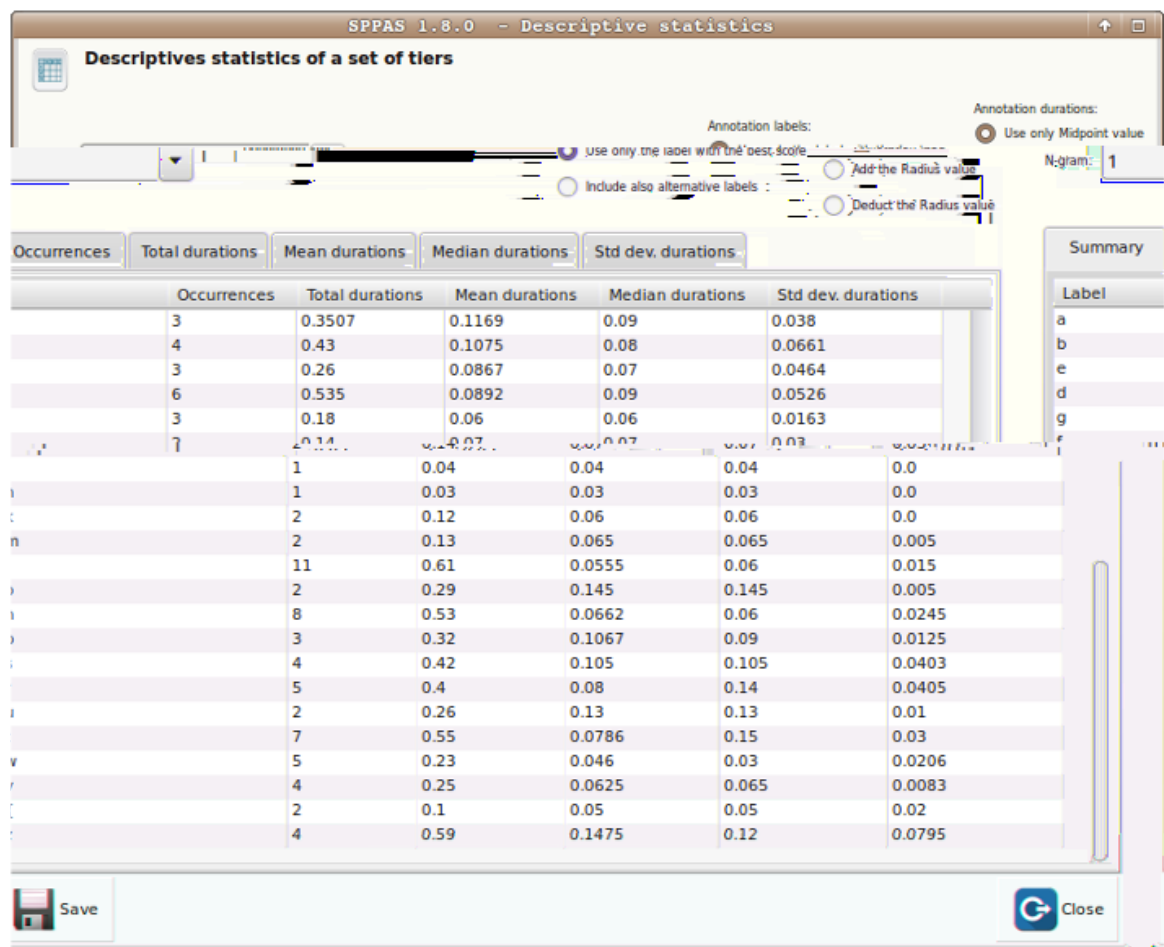 SPPAS 1.8.0 - Descriptive statistics
Descriptives statistics of a set of tiers
Annotation durations:
Annotation labels:
Use only Midpoint value
Use only the label with the best score
N-gram: 1
Add the Radius value
Include also alternative labels :
Deduct the Radius value
Occurrences Total durations Mean durations Median durations Std dev. durations Summary
Occurrences Total durations Mean durations Median durations Std dev. durations Label
3 0.3507 0.1169 0.09 0.038 a
4 0.43 0.1075 0.08 0.0661 b
3 0.26 0.0867 0.07 0.0464 e
6 0.535 0.0892 0.09 0.0526 d
3 0.18 0.06 0.06 0.0163 g
1 0.04 0.04 0.04 0.0
1 0.03 0.03 0.03 0.0
2 0.12 0.06 0.06 0.0
2 0.13 0.065 0.065 0.005
11 0.61 0.0555 0.06 0.015
2 0.29 0.145 0.145 0.005
8 0.53 0.0662 0.06 0.0245
3 0.32 0.1067 0.09 0.0125
4 0.42 0.105 0.105 0.0403
5 0.4 0.08 0.14 0.0405
2 0.26 0.13 0.13 0.01
7 0.55 0.0786 0.15 0.03
5 0.23 0.046 0.03 0.0206
4 0.25 0.0625 0.065 0.0083
2 0.1 0.05 0.05 0.02
4 0.59 0.1475 0.12 0.0795
Save Close